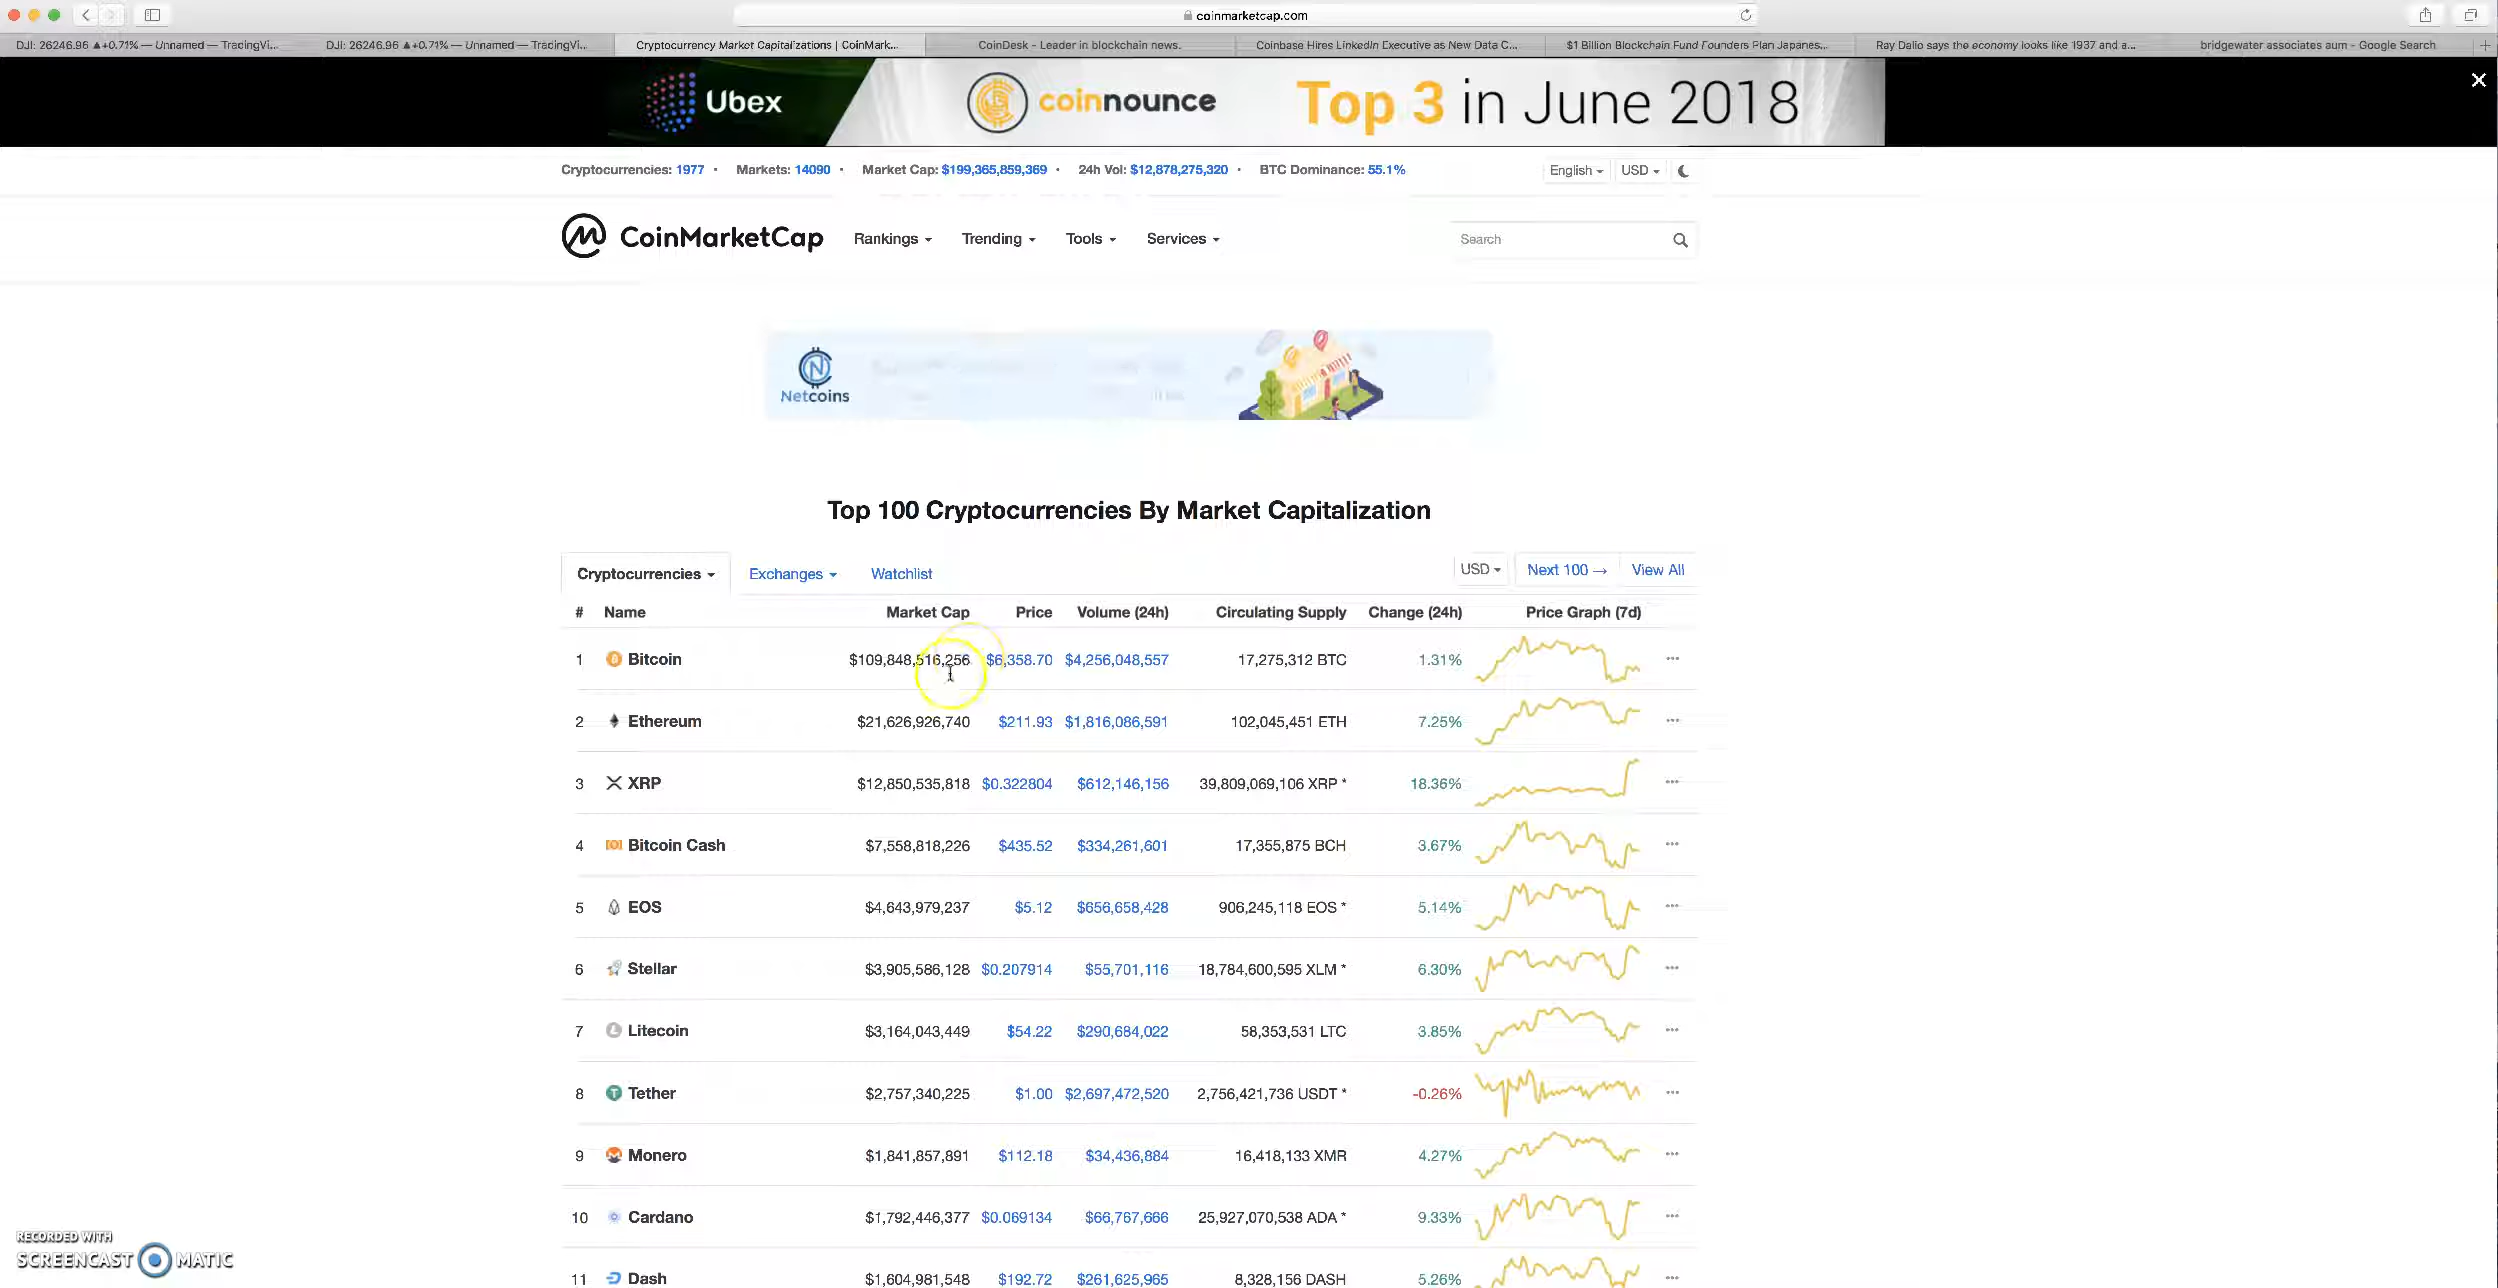 coinmarketcap.com
DJI: 26246.96 ▲+0.71% — Unnamed — TradingVi... DJI: 26246.96 ▲+0.71% — Unnamed — TradingVi... Cryptocurrency Market Capitalizations | CoinMark... CoinDesk - Leader in blockchain news. Coinbase Hires LinkedIn Executive as New Data C... $1 Billion Blockchain Fund Founders Plan Japanes... Ray Dalio says the economy looks like 1937 and a... bridgewater associates aum - Google Search
Ubex coinnounce Top 3 in June 2018
Cryptocurrencies: 1977 • Markets: 14090 • Market Cap: $199,365,859,369 • 24h Vol: $12,878,275,320 • BTC Dominance: 55.1% English USD
CoinMarketCap Rankings Trending Tools Services Search
Netcoins
Top 100 Cryptocurrencies By Market Capitalization
Cryptocurrencies Exchanges Watchlist USD Next 100 → View All
# Name Market Cap Price Volume (24h) Circulating Supply Change (24h) Price Graph (7d)
1 Bitcoin $109,848,516,256 $6,358.70 $4,256,048,557 17,275,312 BTC 1.31%
2 Ethereum $21,626,926,740 $211.93 $1,816,086,591 102,045,451 ETH 7.25%
3 XRP $12,850,535,818 $0.322804 $612,146,156 39,809,069,106 XRP * 18.36%
4 Bitcoin Cash $7,558,818,226 $435.52 $334,261,601 17,355,875 BCH 3.67%
5 EOS $4,643,979,237 $5.12 $656,658,428 906,245,118 EOS * 5.14%
6 Stellar $3,905,586,128 $0.207914 $55,701,116 18,784,600,595 XLM * 6.30%
7 Litecoin $3,164,043,449 $54.22 $290,684,022 58,353,531 LTC 3.85%
8 Tether $2,757,340,225 $1.00 $2,697,472,520 2,756,421,736 USDT * -0.26%
9 Monero $1,841,857,891 $112.18 $34,436,884 16,418,133 XMR 4.27%
10 Cardano $1,792,446,377 $0.069134 $66,767,666 25,927,070,538 ADA * 9.33%
11 Dash $1,604,981,548 $192.72 $261,625,965 8,328,156 DASH 5.26%
RECORDED WITH
SCREENCAST MATIC